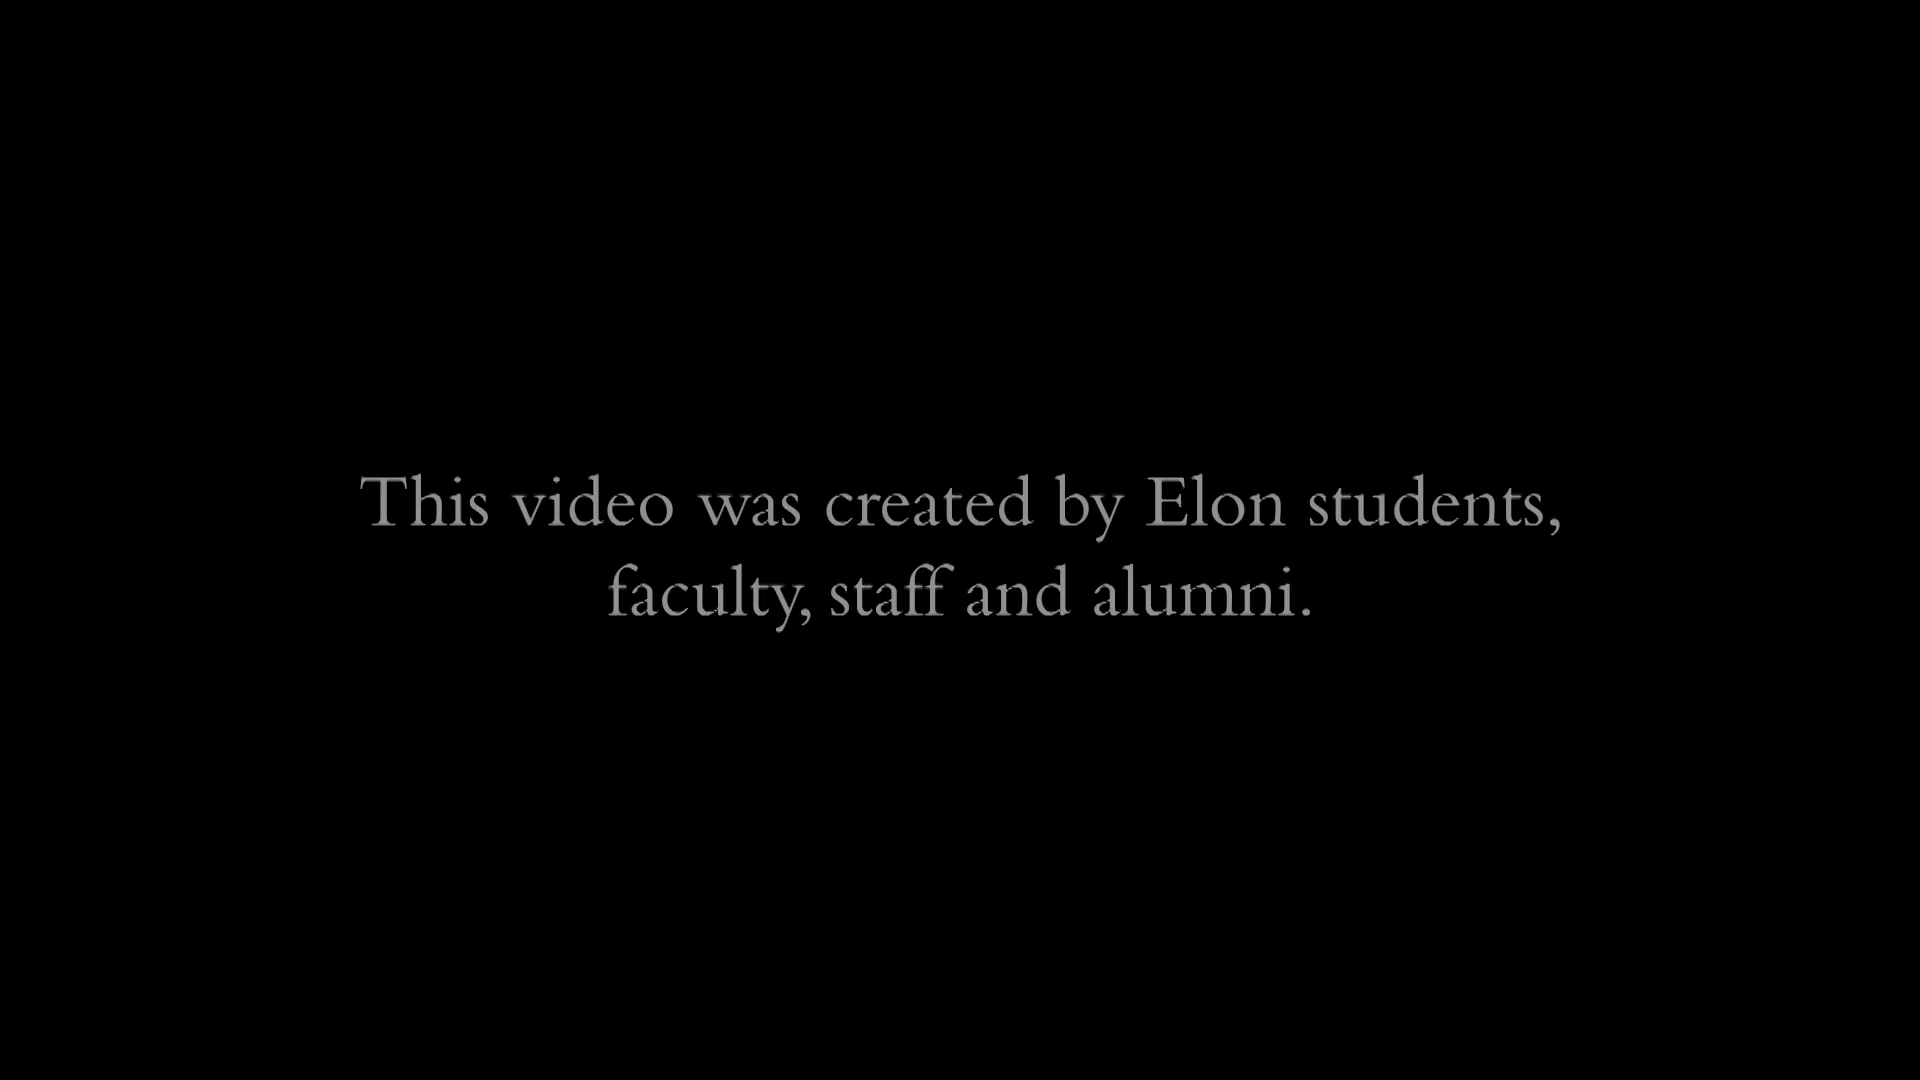 This video was created by Elon students,
faculty, staff and alumni.